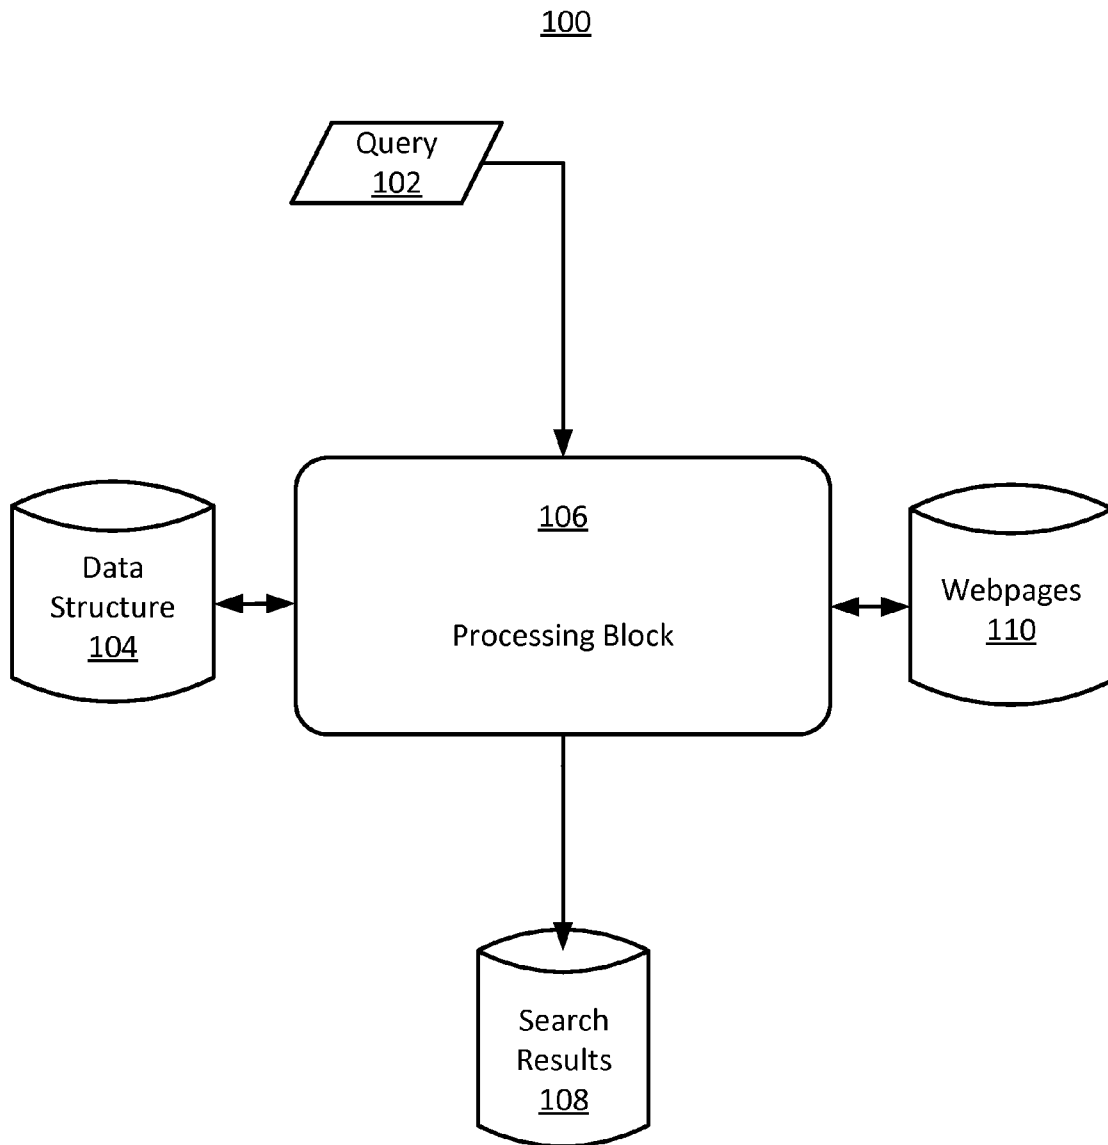 100
Query
102
106
Processing Block
Data
Structure
104
Webpages
110
Search
Results
108